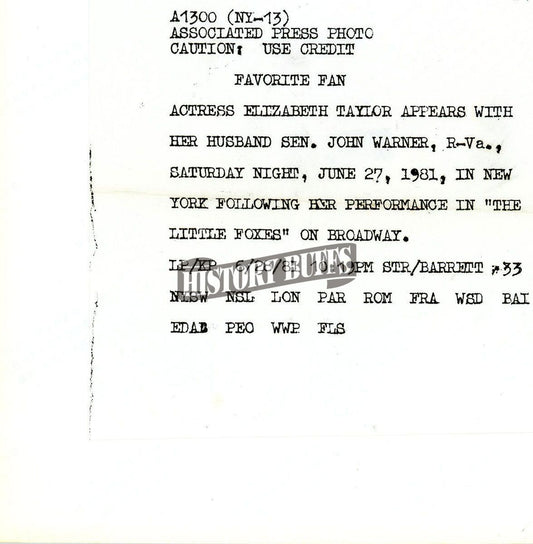 A1300 (NY-13)
ASSOCIATED PRESS PHOTO
CAUTION: USE CREDIT
FAVORITE FAN
ACTRESS ELIZABETH TAYLOR APPEARS WITH
HER HUSBAND SEN. JOHN WARNER, R-Va.,
SATURDAY NIGHT, JUNE 27, 1981, IN NEW
YORK FOLLOWING HER PERFORMANCE IN "THE
LITTLE FOXES" ON BROADWAY.
HISTORY BUFFS
STR/BARRETT 33
NLSW NSL LON PAR ROM FRA WSD BAI
PEO WWP FLS